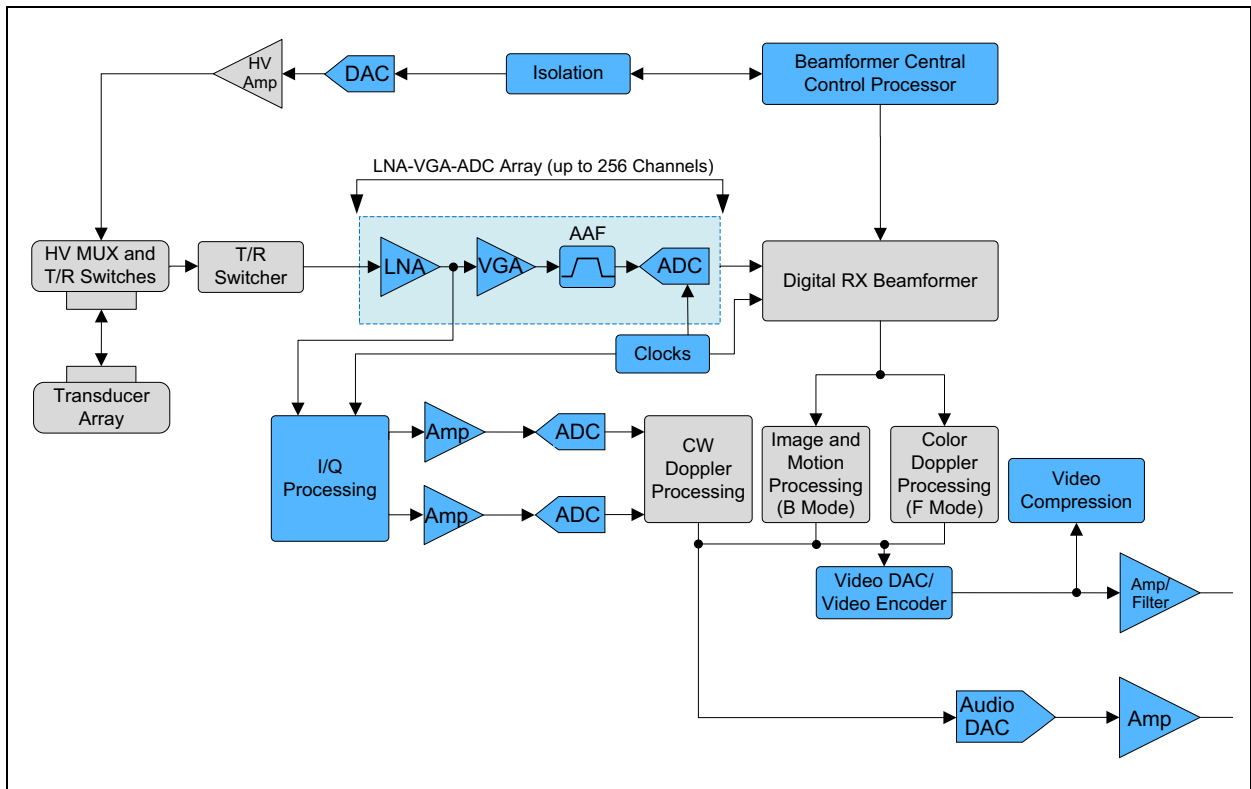 HV
Amp
DAC
Isolation
Beamformer Central
Control Processor
LNA-VGA-ADC Array (up to 256 Channels)
HV MUX and
T/R Switches
T/R
Switcher
LNA
VGA
AAF
ADC
Digital RX Beamformer
Clocks
Transducer
Array
I/Q
Processing
Amp
ADC
Amp
ADC
CW
Doppler
Processing
Image and
Motion
Processing
(B Mode)
Color
Doppler
Processing
(F Mode)
Video
Compression
Video DAC/
Video Encoder
Amp/
Filter
Audio
DAC
Amp